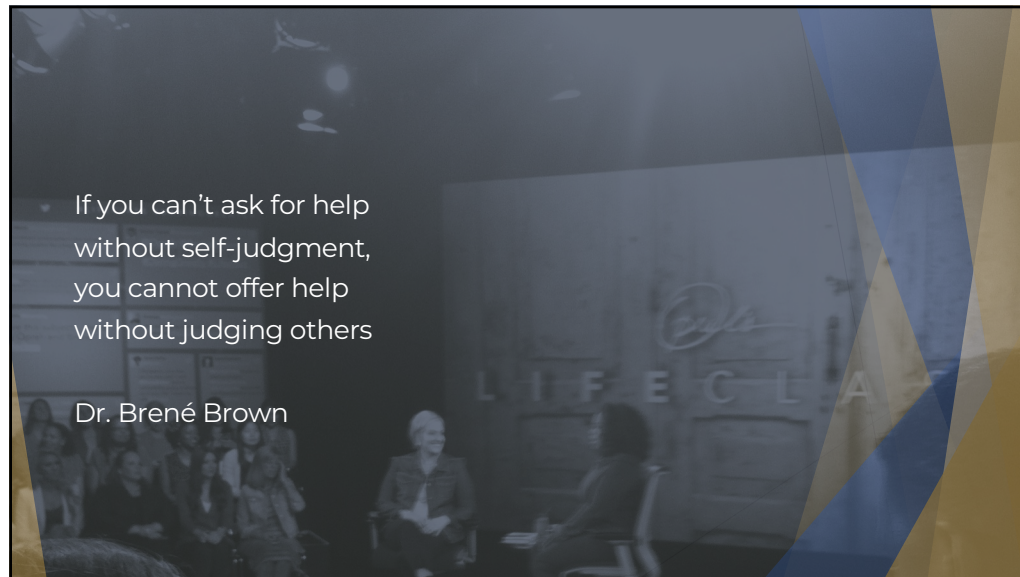 If you can’t ask for help
without self-judgment,
you cannot offer help
without judging others
Dr. Brené Brown
LIFECLA